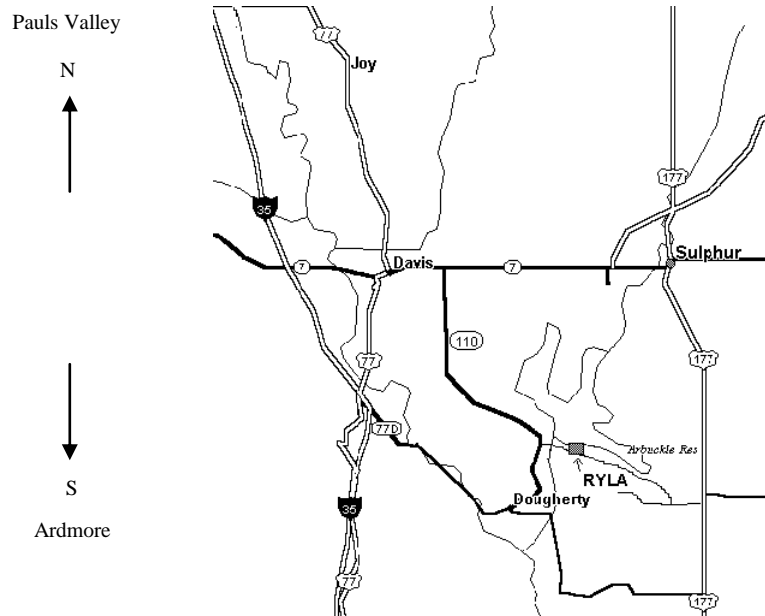 Pauls Valley
N
S
Ardmore
77
Joy
177
35
Sulphur
7
Davis
7
110
77
177
77D
Arbuckle Res
RYLA
Dougherty
35
77
177